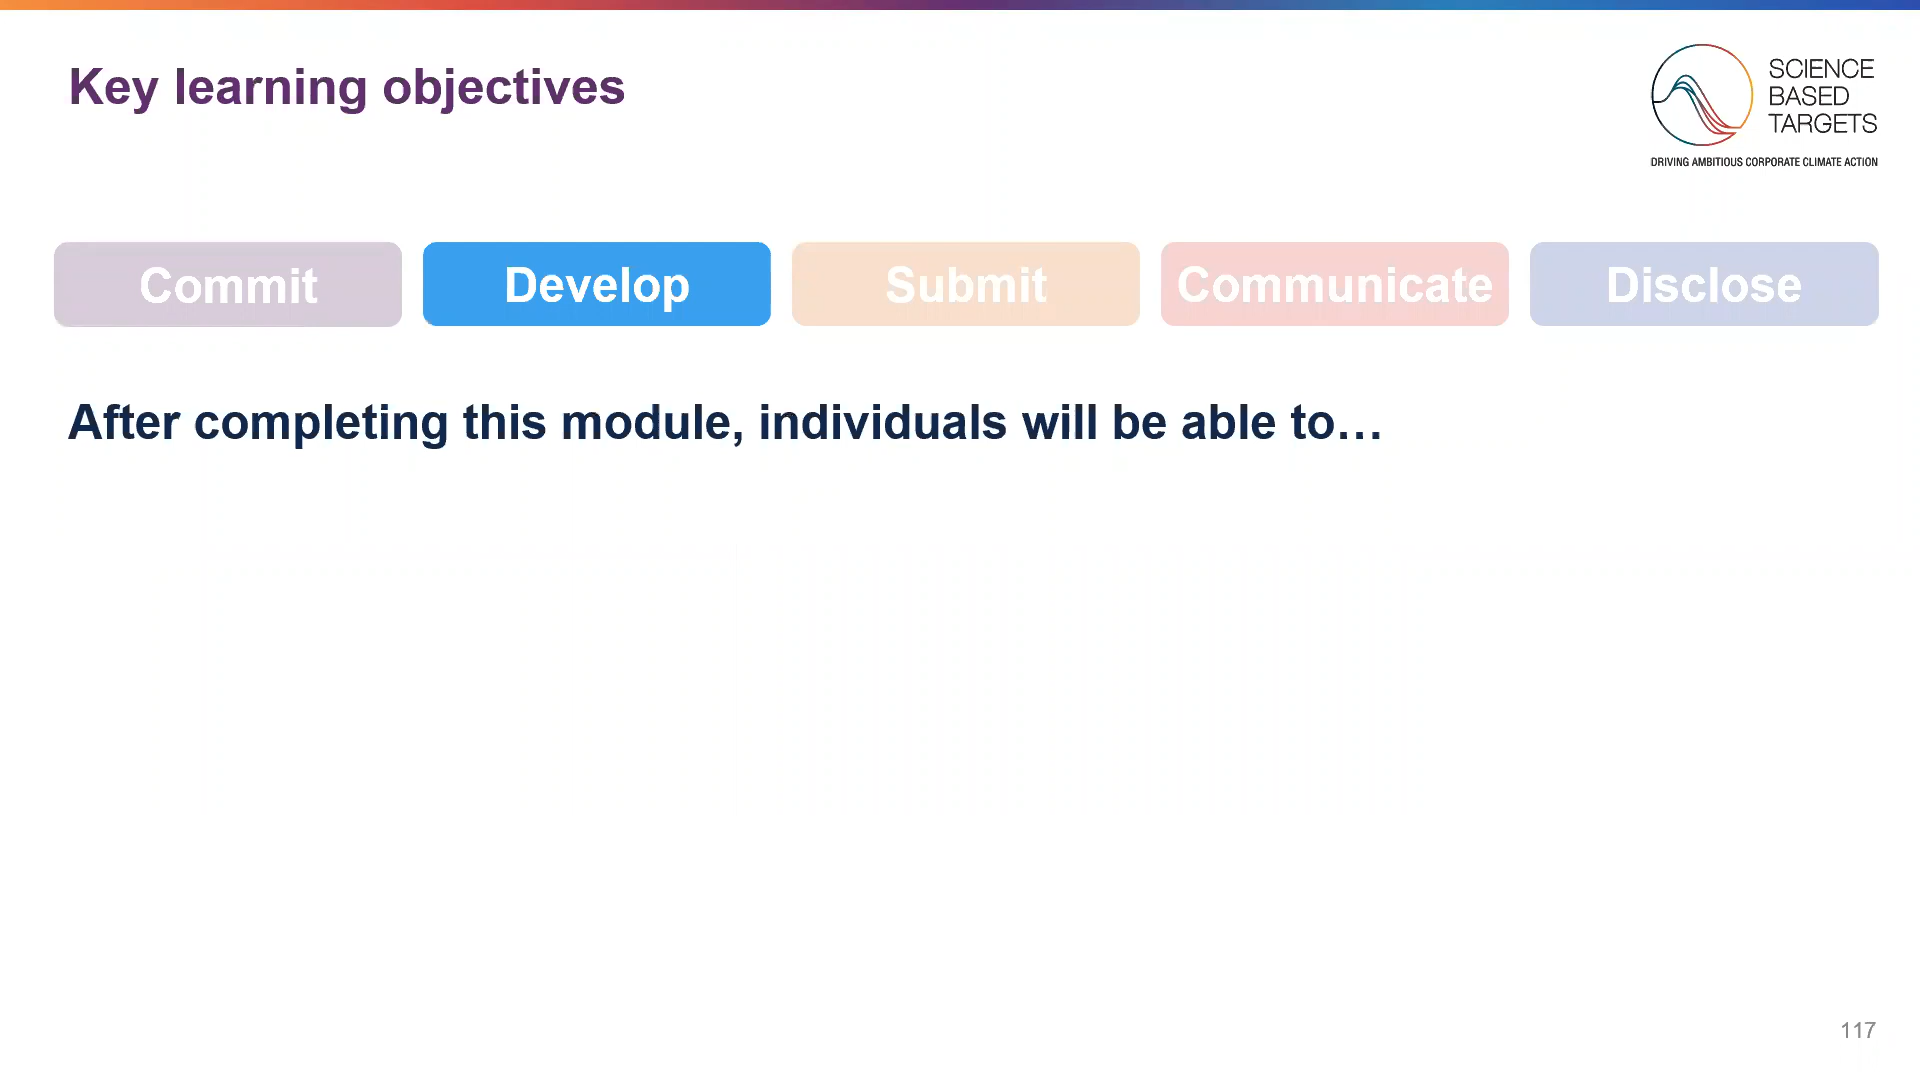 Key learning objectives
SCIENCE
BASED
TARGETS
DRIVING AMBITIOUS CORPORATE CLIMATE ACTION
Commit
Develop
Submit
Communicate
Disclose
After completing this module, individuals will be able to…
117